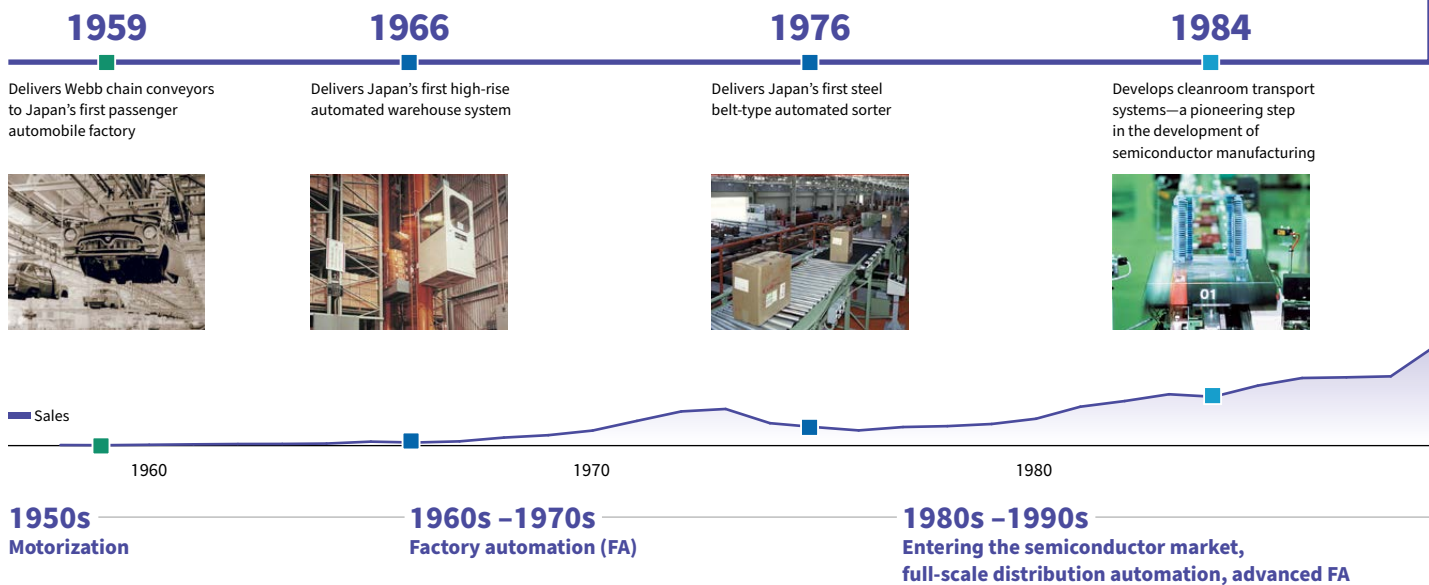 1959
Delivers Webb chain conveyors
to Japan's first passenger
automobile factory
1966
Delivers Japan's first high-rise
automated warehouse system
1976
Delivers Japan's first steel
belt-type automated sorter
1984
Develops cleanroom transport
systems—a pioneering step
in the development of
semiconductor manufacturing
01
Sales
1960
1970
1980
1950s
Motorization
1960s –1970s
Factory automation (FA)
1980s –1990s
Entering the semiconductor market,
full-scale distribution automation, advanced FA